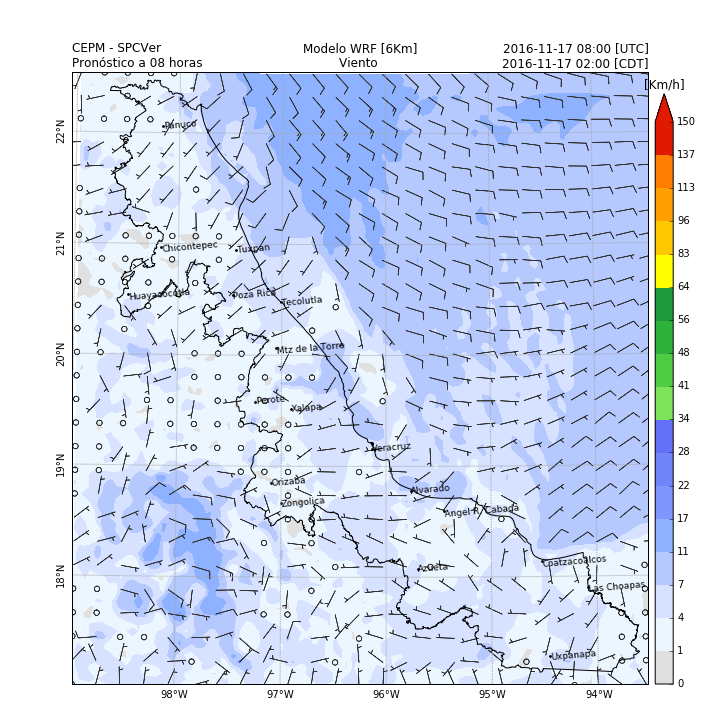 CEPM - SPCVer
Modelo WRF [6Km]
2016-11-17 08:00 [UTC]
Pronóstico a 08 horas
Viento
2016-11-17 02:00 [CDT]
[Km/h]
150
137
113
96
83
64
56
48
41
34
28
22
17
11
7
4
1
0
22°N
21°N
20°N
19°N
18°N
98°W
97°W
96°W
95°W
94°W
Panuco
Chicontepec
Tuxpan
Huayacocotla
Poza Rica
Tecolutla
Mtz de la Torre
Perote
Xalapa
Veracruz
Orizaba
Alvarado
Zongolica
Angel R. Cabada
Azueta
Coatzacoalcos
Las Choapas
Uxpanapa